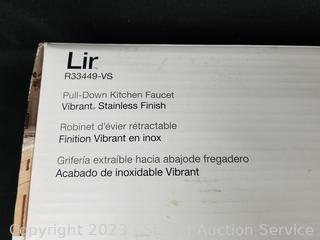 Lir
R33449-VS
Pull-Down Kitchen Faucet
Vibrant® Stainless Finish
Robinet d'évier rétractable
Finition Vibrant en inox
Grifería extraíble hacia abajode fregadero
Acabado de inoxidable Vibrant
Copyright 2023 Auction Service